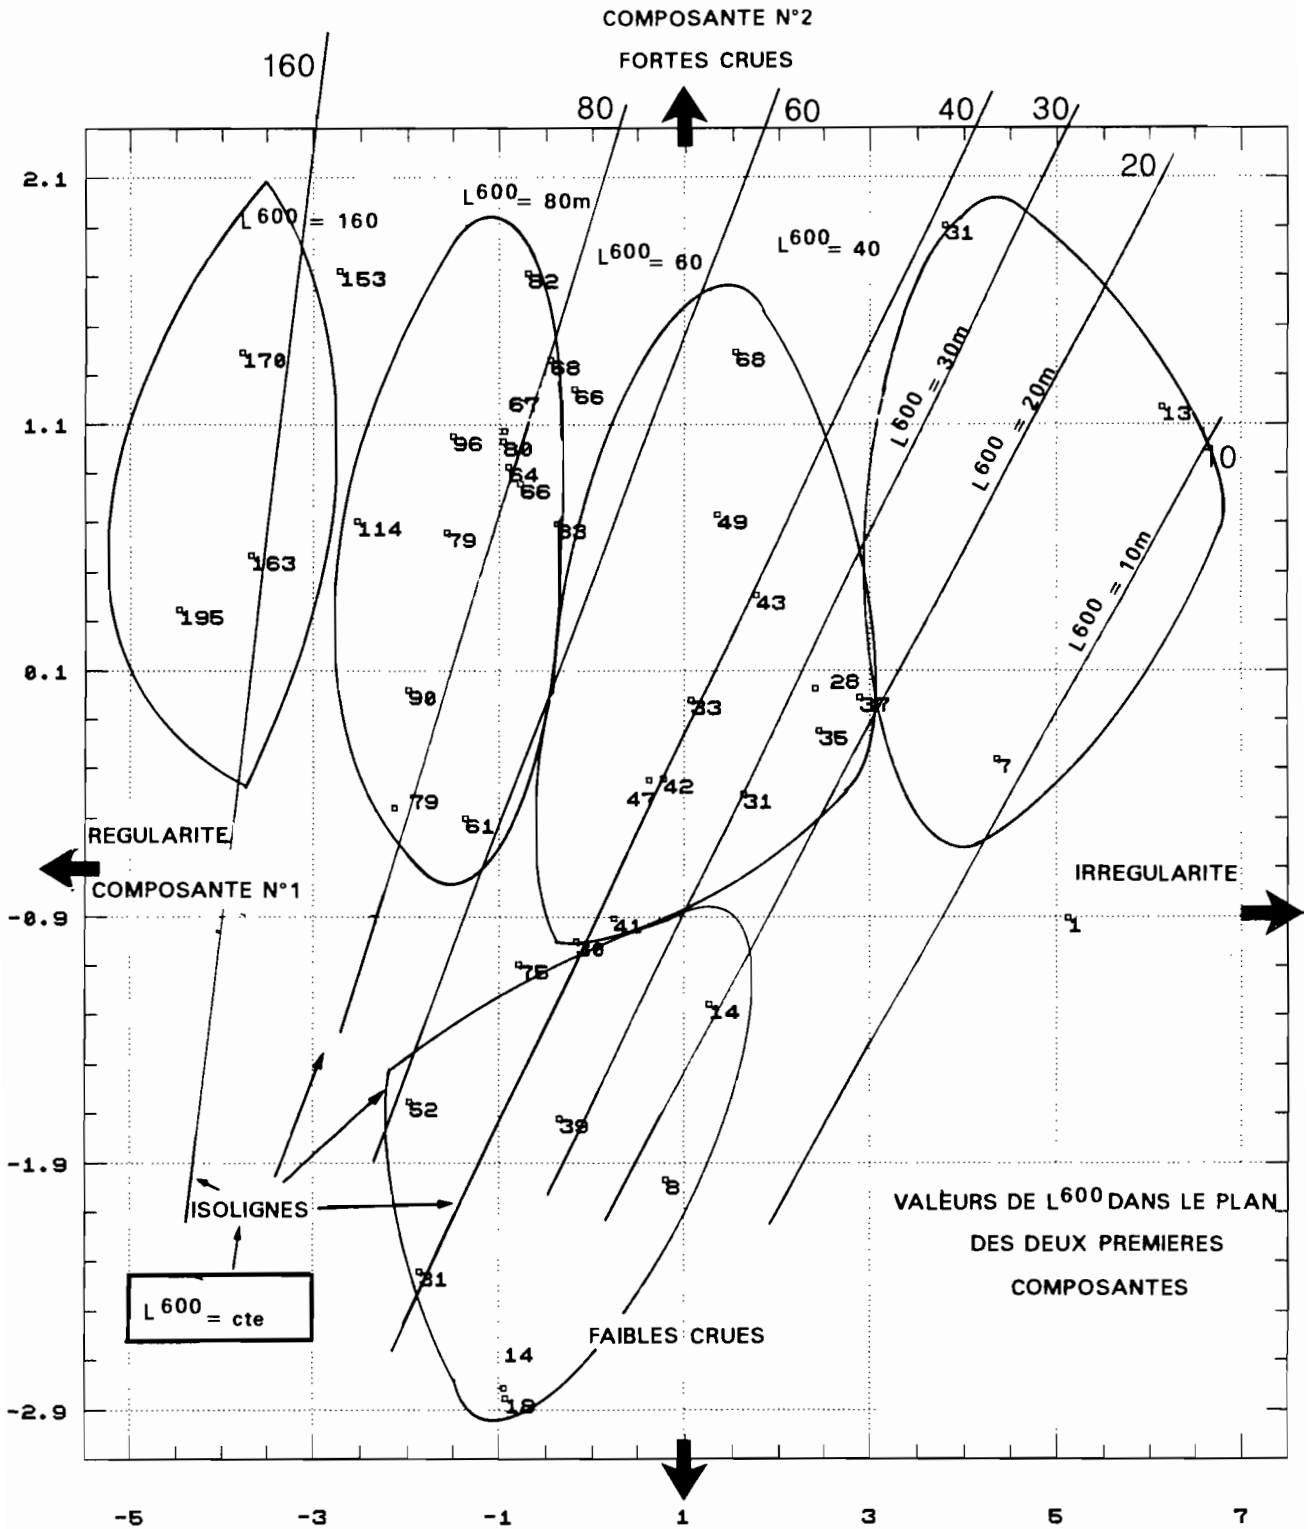 COMPOSANTE N°2
FORTES CRUES
160
80
60
40
30
20
2.1
L600 = 160
L600 = 80m
L600 = 60
L600 = 40
31
153
82
170
68
68
66
67
13
1.1
96
80
10
64
66
L600 = 30m
L600 = 20m
L600 = 10m
114
79
83
49
163
43
195
0.1
90
33
28
37
35
7
47
42
31
79
61
REGULARITE
COMPOSANTE N°1
IRREGULARITE
-0.9
41
1
75
14
52
39
-1.9
8
ISOLIGNES
VALEURS DE L600 DANS LE PLAN
DES DEUX PREMIERES
COMPOSANTES
31
L600 = cte
FAIBLES CRUES
14
18
-2.9
-5 -3 -1 1 3 5 7